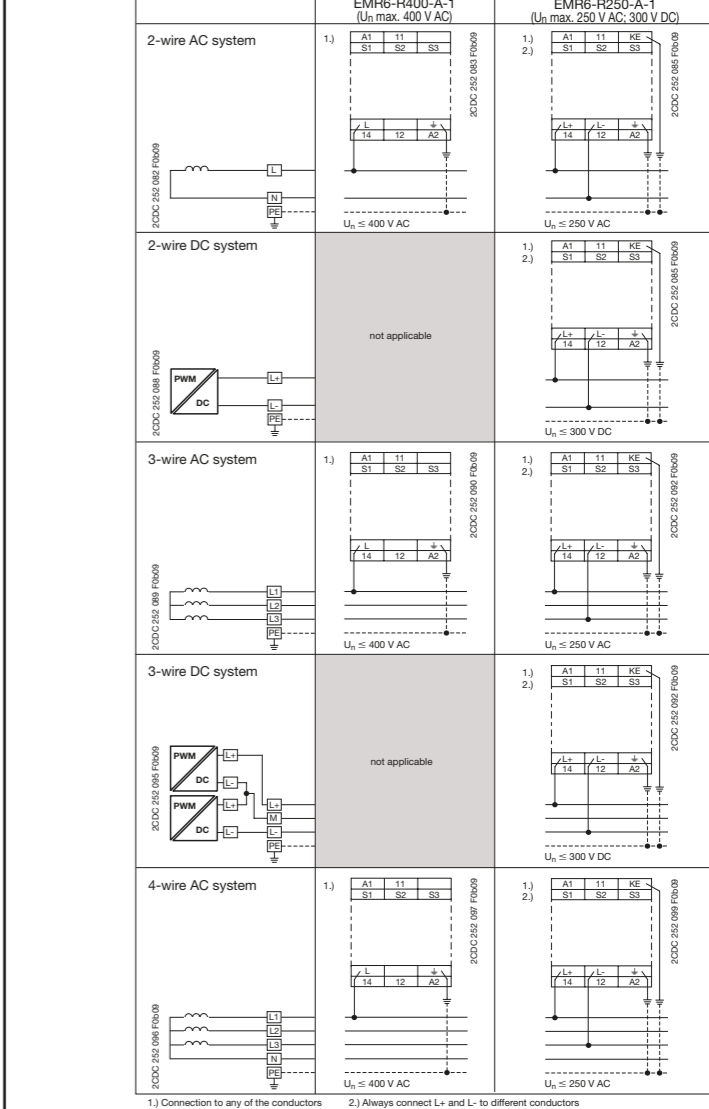 EMR6-R400-A-1
(Un max. 400 V AC)
EMR6-R250-A-1
(Un max. 250 V AC; 300 V DC)
2-wire AC system
2CDC 252 082 F0b09
L
N
PE
1.)
A1 11
S1 S2 S3
L
14 12 A2
2CDC 252 083 F0b09
Un ≤ 400 V AC
1.)
2.)
A1 11 KE
S1 S2 S3
L+ L-
14 12 A2
2CDC 252 085 F0b09
Un ≤ 250 V AC
2-wire DC system
2CDC 252 088 F0b09
PWM
DC
L+
L-
PE
not applicable
1.)
2.)
A1 11 KE
S1 S2 S3
L+ L-
14 12 A2
2CDC 252 085 F0b09
Un ≤ 300 V DC
3-wire AC system
2CDC 252 089 F0b09
L1
L2
L3
PE
1.)
A1 11
S1 S2 S3
L
14 12 A2
2CDC 252 090 F0b09
Un ≤ 400 V AC
1.)
2.)
A1 11 KE
S1 S2 S3
L+ L-
14 12 A2
2CDC 252 092 F0b09
Un ≤ 250 V AC
3-wire DC system
2CDC 252 095 F0b09
PWM
DC
L+
L-
PWM
DC
L+
L-
L+
M
L-
PE
not applicable
1.)
2.)
A1 11 KE
S1 S2 S3
L+ L-
14 12 A2
2CDC 252 092 F0b09
Un ≤ 300 V DC
4-wire AC system
2CDC 252 096 F0b09
L1
L2
L3
N
PE
1.)
A1 11
S1 S2 S3
L
14 12 A2
2CDC 252 097 F0b09
Un ≤ 400 V AC
1.)
2.)
A1 11 KE
S1 S2 S3
L+ L-
14 12 A2
2CDC 252 099 F0b09
Un ≤ 250 V AC
1.) Connection to any of the conductors 2.) Always connect L+ and L- to different conductors